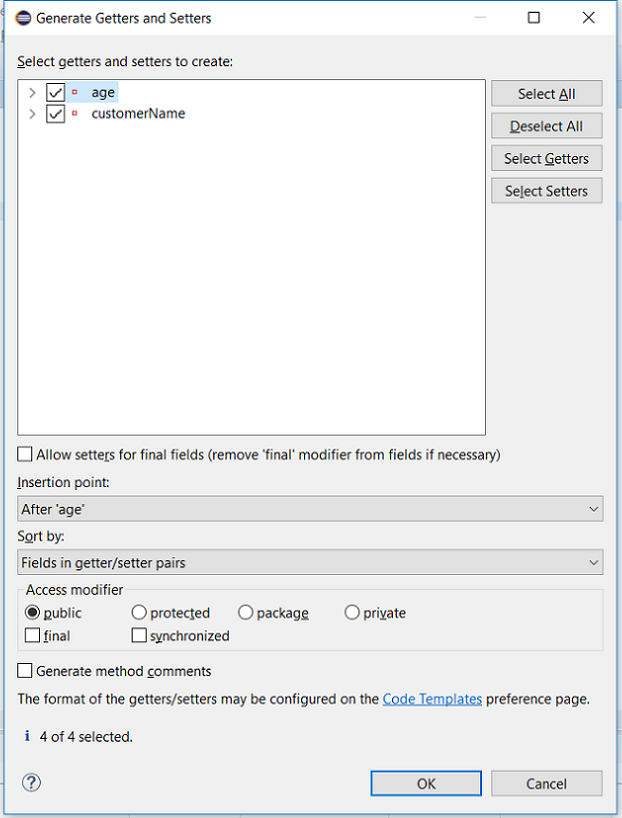 Generate Getters and Setters
Select getters and setters to create:
age
customerName
Select All
Deselect All
Select Getters
Select Setters
Allow setters for final fields (remove 'final' modifier from fields if necessary)
Insertion point:
After 'age'
Sort by:
Fields in getter/setter pairs
Access modifier
public protected package private
final synchronized
Generate method comments
The format of the getters/setters may be configured on the Code Templates preference page.
i 4 of 4 selected.
? OK Cancel